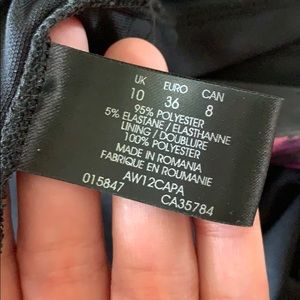 UK EURO CAN
10 36 8
95% POLYESTER
5% ELASTANE / ELASTHANNE
LINING / DOUBLURE
100% POLYESTER
MADE IN ROMANIA
FABRIQUE EN ROUMANIE
AW12CAPA
015847 CA35784